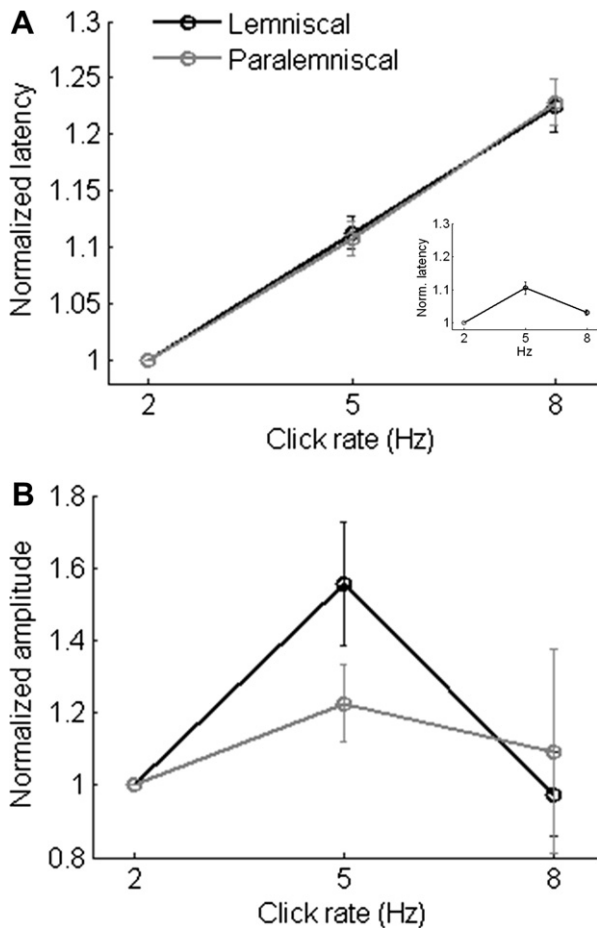 A
Lemniscal
Paralemniscal
Normalized latency
1.3
1.25
1.2
1.15
1.1
1.05
1
2
5
8
Click rate (Hz)
Norm. latency
1.3
1.2
1.1
1
2
5
8
Hz
B
Normalized amplitude
1.8
1.6
1.4
1.2
1
0.8
2
5
8
Click rate (Hz)